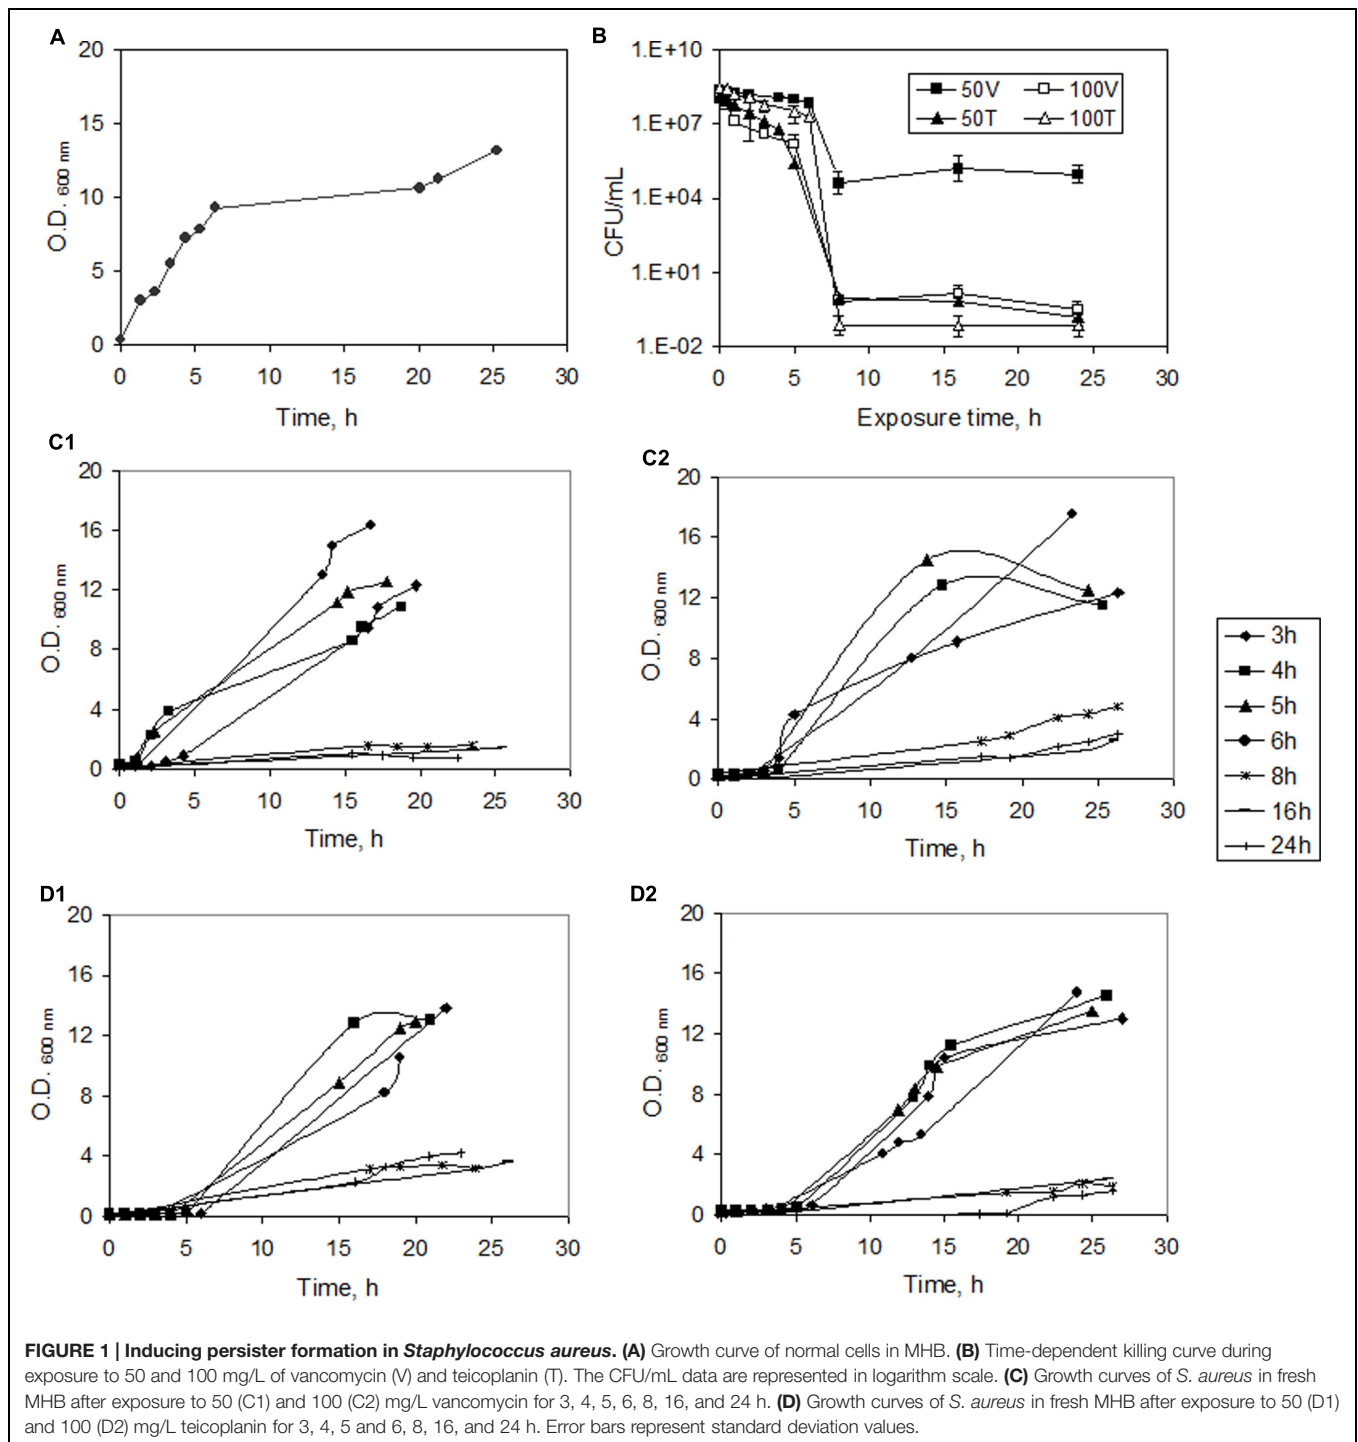 A
20
15
10
5
0
O.D. 600 nm
0 5 10 15 20 25 30
Time, h
B
1.E+10
1.E+07
1.E+04
1.E+01
1.E-02
CFU/mL
50V 100V
50T 100T
0 5 10 15 20 25 30
Exposure time, h
C1
20
16
12
8
4
0
O.D. 600 nm
0 5 10 15 20 25 30
Time, h
C2
20
16
12
8
4
0
O.D. 600 nm
0 5 10 15 20 25 30
Time, h
3h
4h
5h
6h
8h
16h
24h
D1
20
16
12
8
4
0
O.D. 600 nm
0 5 10 15 20 25 30
Time, h
D2
20
16
12
8
4
0
O.D. 600 nm
0 5 10 15 20 25 30
Time, h
FIGURE 1 | Inducing persister formation in Staphylococcus aureus. (A) Growth curve of normal cells in MHB. (B) Time-dependent killing curve during
exposure to 50 and 100 mg/L of vancomycin (V) and teicoplanin (T). The CFU/mL data are represented in logarithm scale. (C) Growth curves of S. aureus in fresh
MHB after exposure to 50 (C1) and 100 (C2) mg/L vancomycin for 3, 4, 5, 6, 8, 16, and 24 h. (D) Growth curves of S. aureus in fresh MHB after exposure to 50 (D1)
and 100 (D2) mg/L teicoplanin for 3, 4, 5 and 6, 8, 16, and 24 h. Error bars represent standard deviation values.